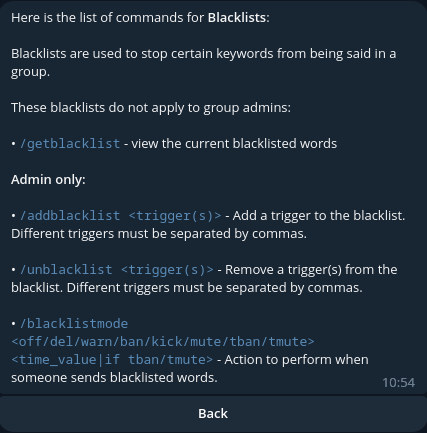 Here is the list of commands for Blacklists:
Blacklists are used to stop certain keywords from being said in a
group.
These blacklists do not apply to group admins:
• /getblacklist - view the current blacklisted words
Admin only:
• /addblacklist <trigger(s)> - Add a trigger to the blacklist.
Different triggers must be separated by commas.
• /unblacklist <trigger(s)> - Remove a trigger(s) from the
blacklist. Different triggers must be separated by commas.
• /blacklistmode
<off/del/warn/ban/kick/mute/tban/tmute>
<time_value|if tban/tmute> - Action to perform when
someone sends blacklisted words.
10:54
Back